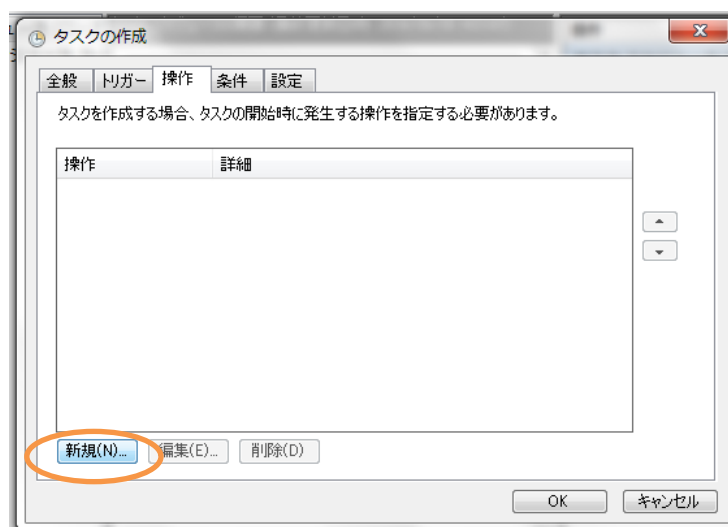 タスクの作成
全般 トリガー 操作 条件 設定
タスクを作成する場合、タスクの開始時に発生する操作を指定する必要があります。
操作 詳細
新規(N)... 編集(E)... 削除(D)
OK キャンセル